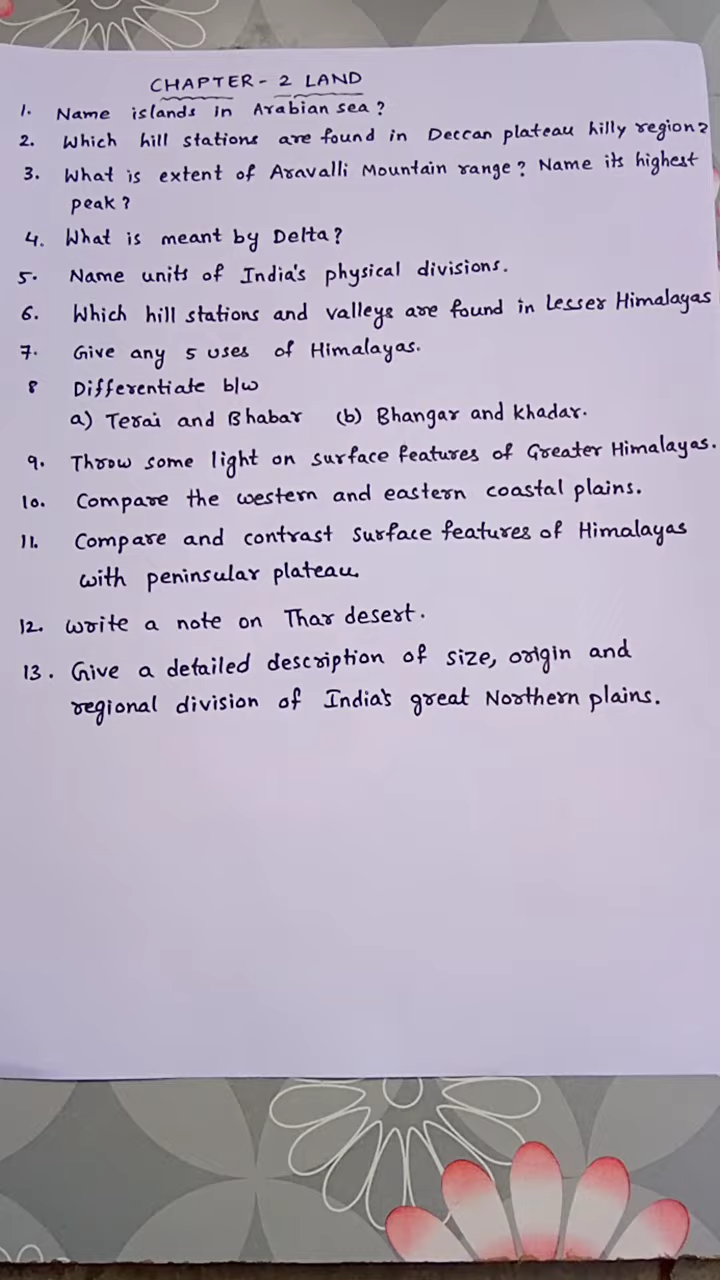 CHAPTER - 2 LAND
1. Name islands in Arabian sea?
2. Which hill stations are found in Deccan plateau hilly region?
3. What is extent of Aravalli Mountain range? Name its highest
peak?
4. What is meant by Delta?
5. Name units of India's physical divisions.
6. Which hill stations and valleys are found in Lesser Himalayas
7. Give any 5 uses of Himalayas.
8 Differentiate b/w
a) Terai and Bhabar (b) Bhangar and khadar.
9. Throw some light on surface features of Greater Himalayas.
10. Compare the western and eastern coastal plains.
11. Compare and contrast surface features of Himalayas
with peninsular plateau.
12. write a note on Thar desert.
13. Give a detailed description of size, origin and
regional division of India's great Northern plains.